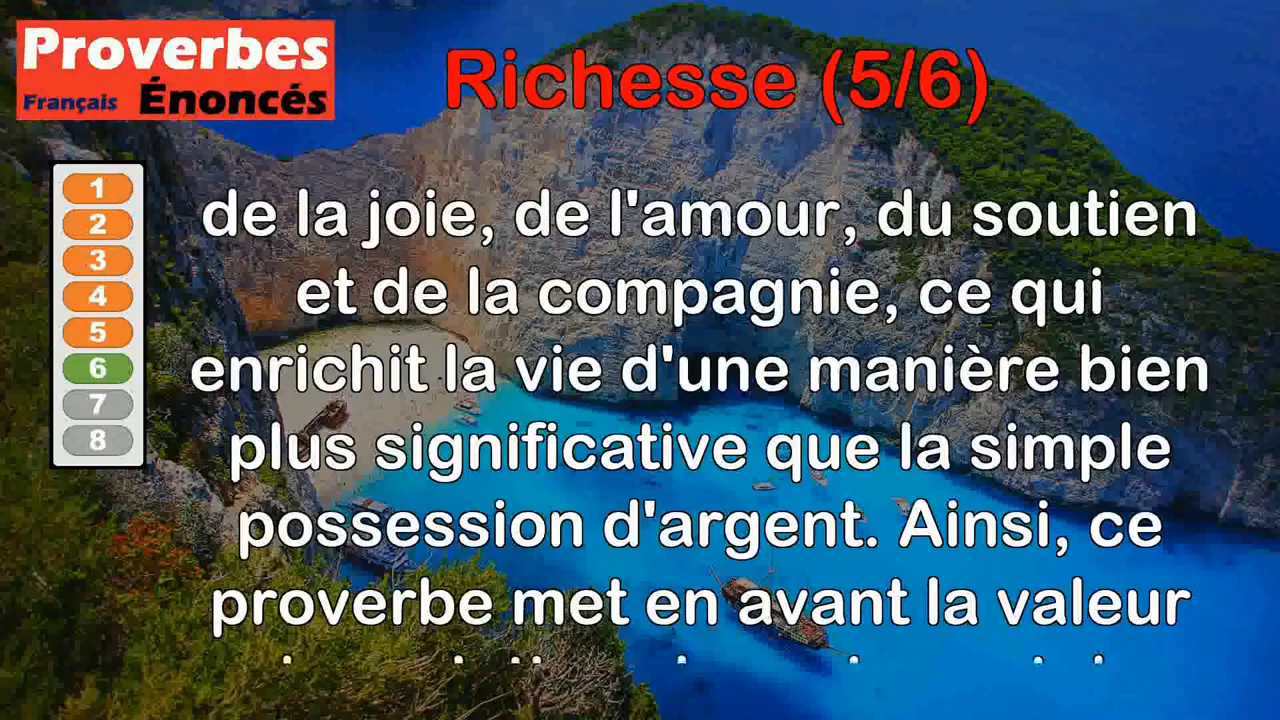 Proverbes
Français Énoncés
Richesse (5/6)
1
2
3
4
5
6
7
8
de la joie, de l'amour, du soutien
et de la compagnie, ce qui
enrichit la vie d'une manière bien
plus significative que la simple
possession d'argent. Ainsi, ce
proverbe met en avant la valeur